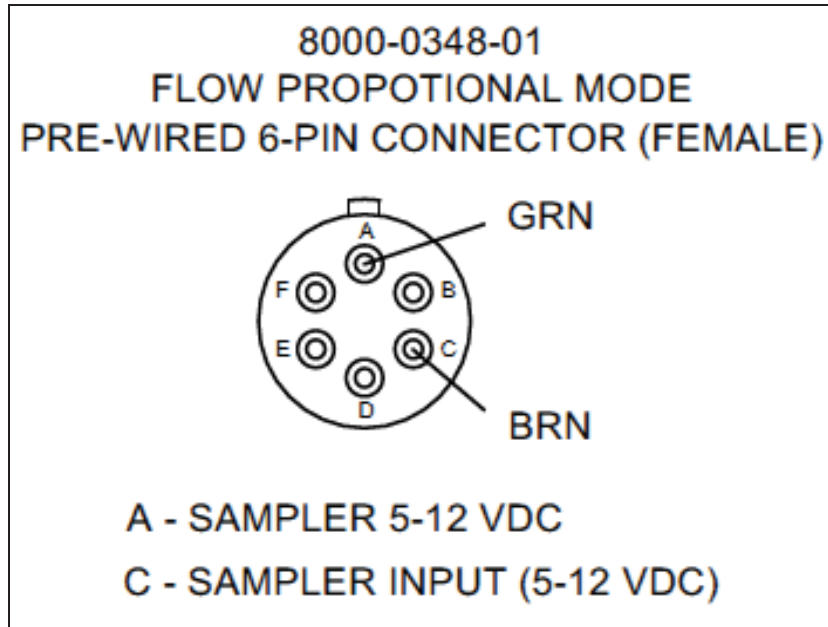 8000-0348-01
FLOW PROPOTIONAL MODE
PRE-WIRED 6-PIN CONNECTOR (FEMALE)
GRN
A
F
B
E
C
D
BRN
A - SAMPLER 5-12 VDC
C - SAMPLER INPUT (5-12 VDC)